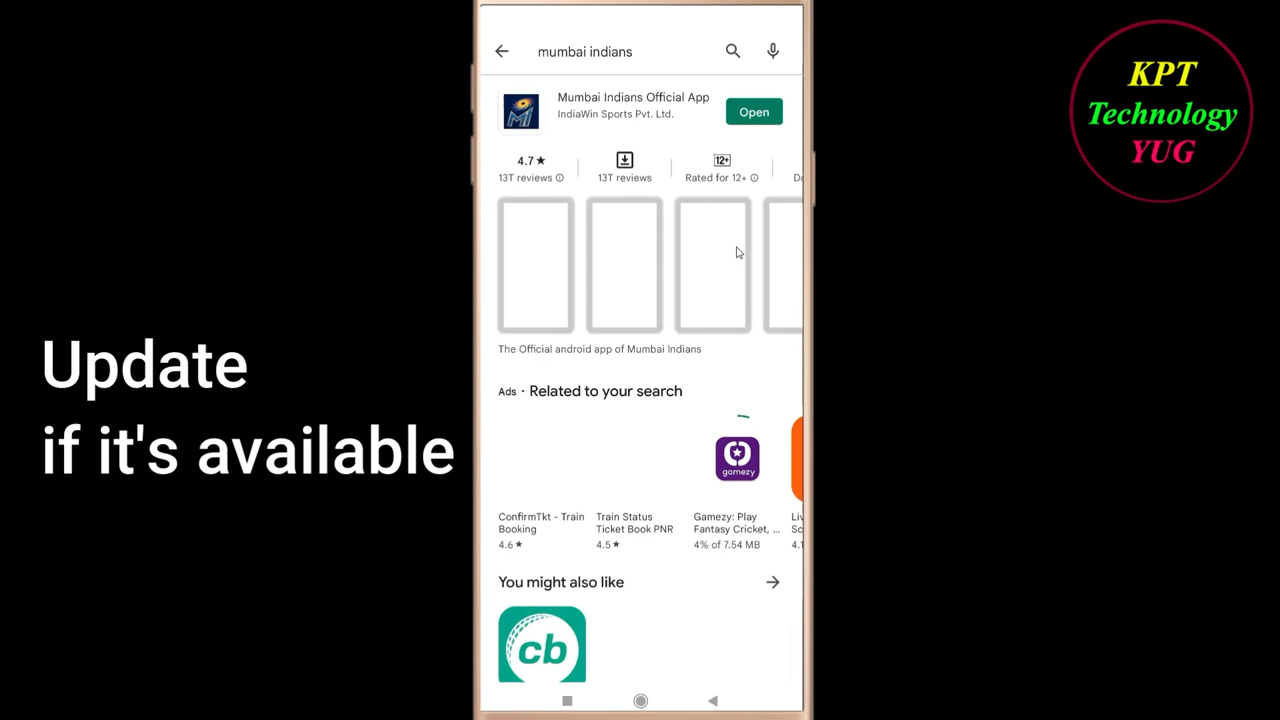 mumbai indians
KPT
Technology
YUG
Mumbai Indians Official App
IndiaWin Sports Pvt. Ltd.
Open
MI
4.7★
12+
13T reviews
13T reviews
Rated for 12+
The Official android app of Mumbai Indians
Update
if it's available
Ads · Related to your search
gamezy
ConfirmTkt - Train
Booking
4.6★
Train Status
Ticket Book PNR
4.5★
Gamezy: Play
Fantasy Cricket, ...
4% of 7.54 MB
You might also like
cb